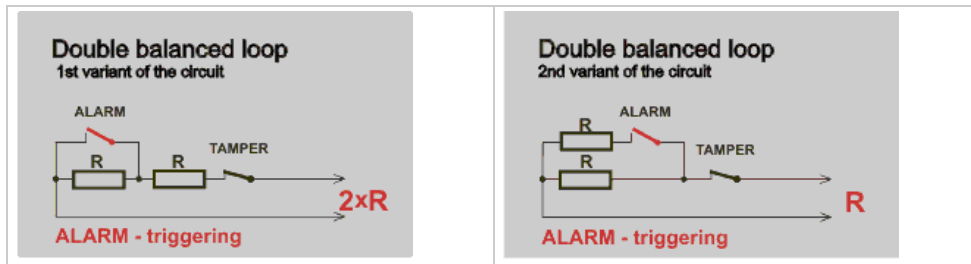 Double balanced loop
1st variant of the circuit
ALARM
R
R
TAMPER
2×R
ALARM - triggering
Double balanced loop
2nd variant of the circuit
ALARM
R
TAMPER
R
R
ALARM - triggering